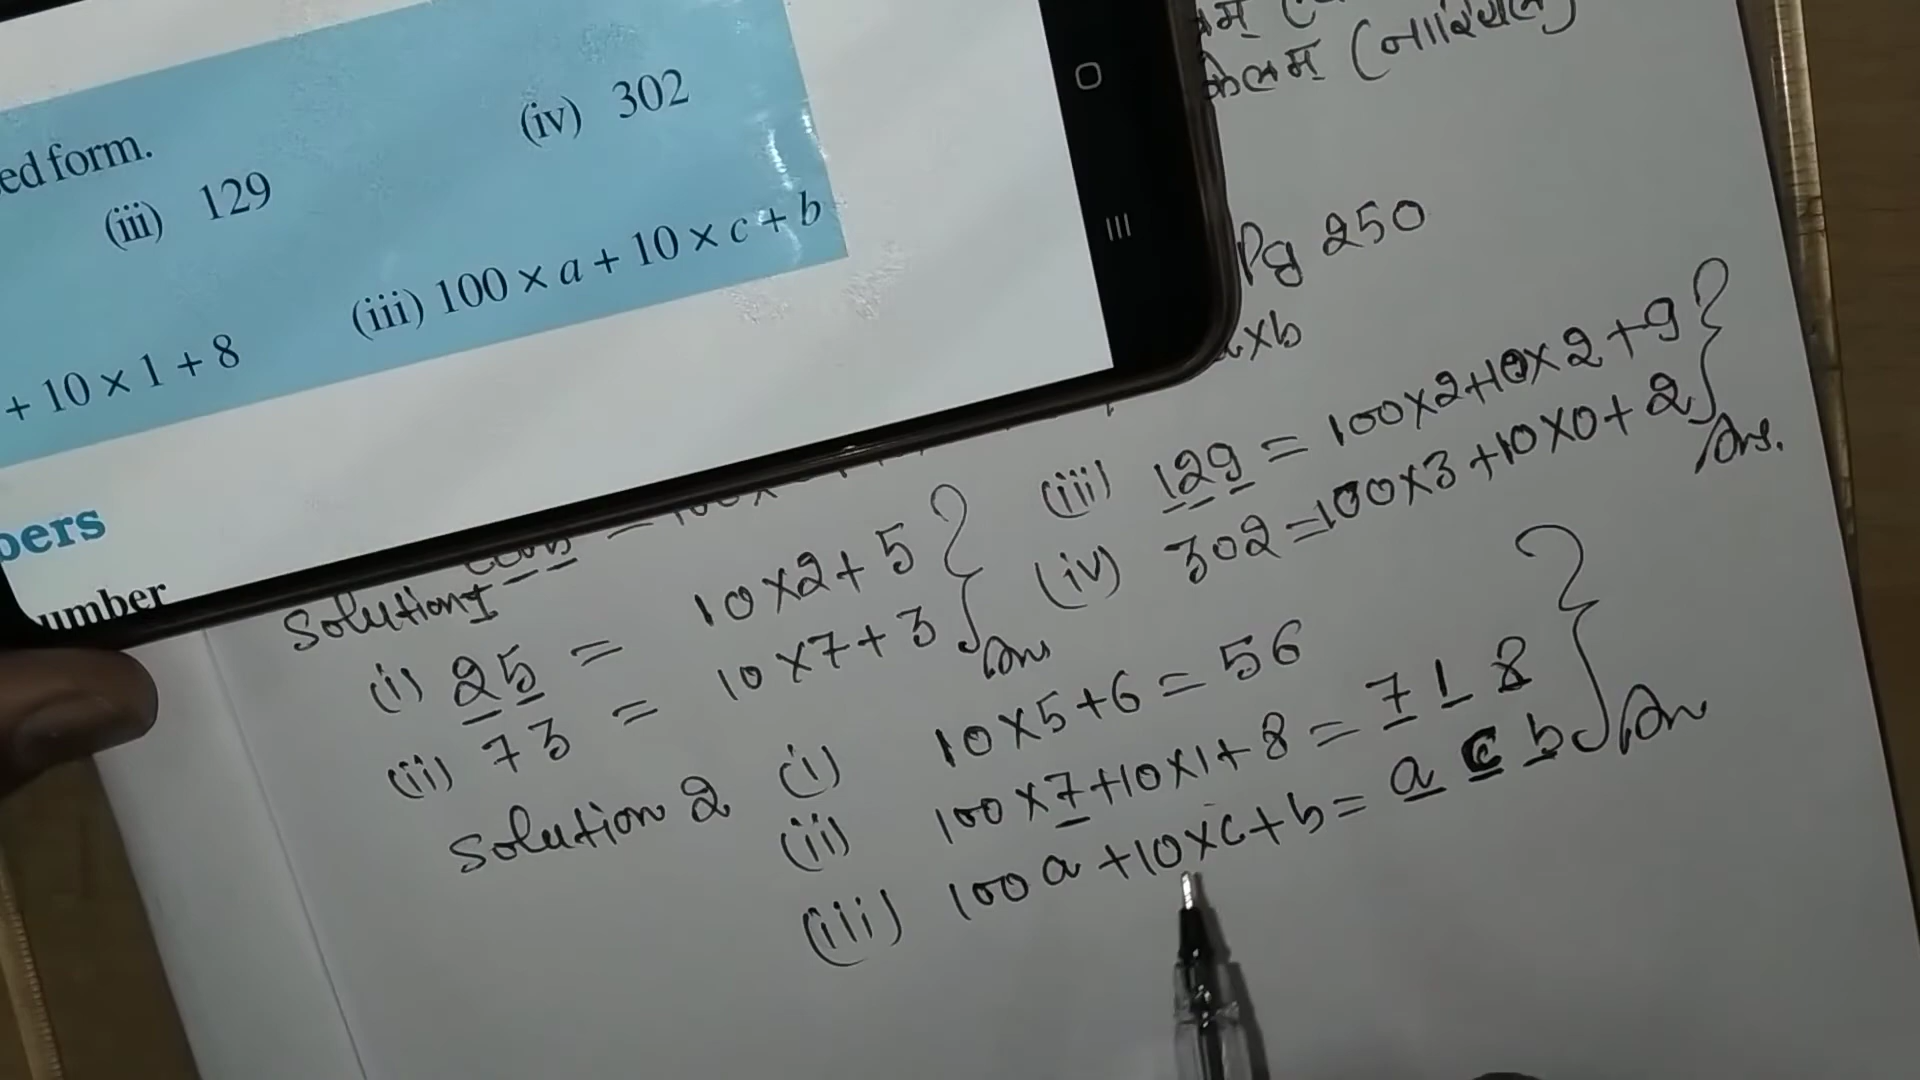 ed form.
(iii) 129
(iv) 302
+ 10 × 1 + 8
(iii) 100 × a + 10 × c + b
bers
umber
Pg 250
×b
Solution 1
(i) 25 = 10×2+5
(ii) 73 = 10×7+3
Ans
(iii) 129 = 100×2+10×2+9
(iv) 302 = 100×3+10×0+2
Ans.
Solution 2
(i) 10×5+6 = 56
(ii) 100×7+10×1+8 = 7 1 8
(iii) 100a+10×c+b = a c b
Ans